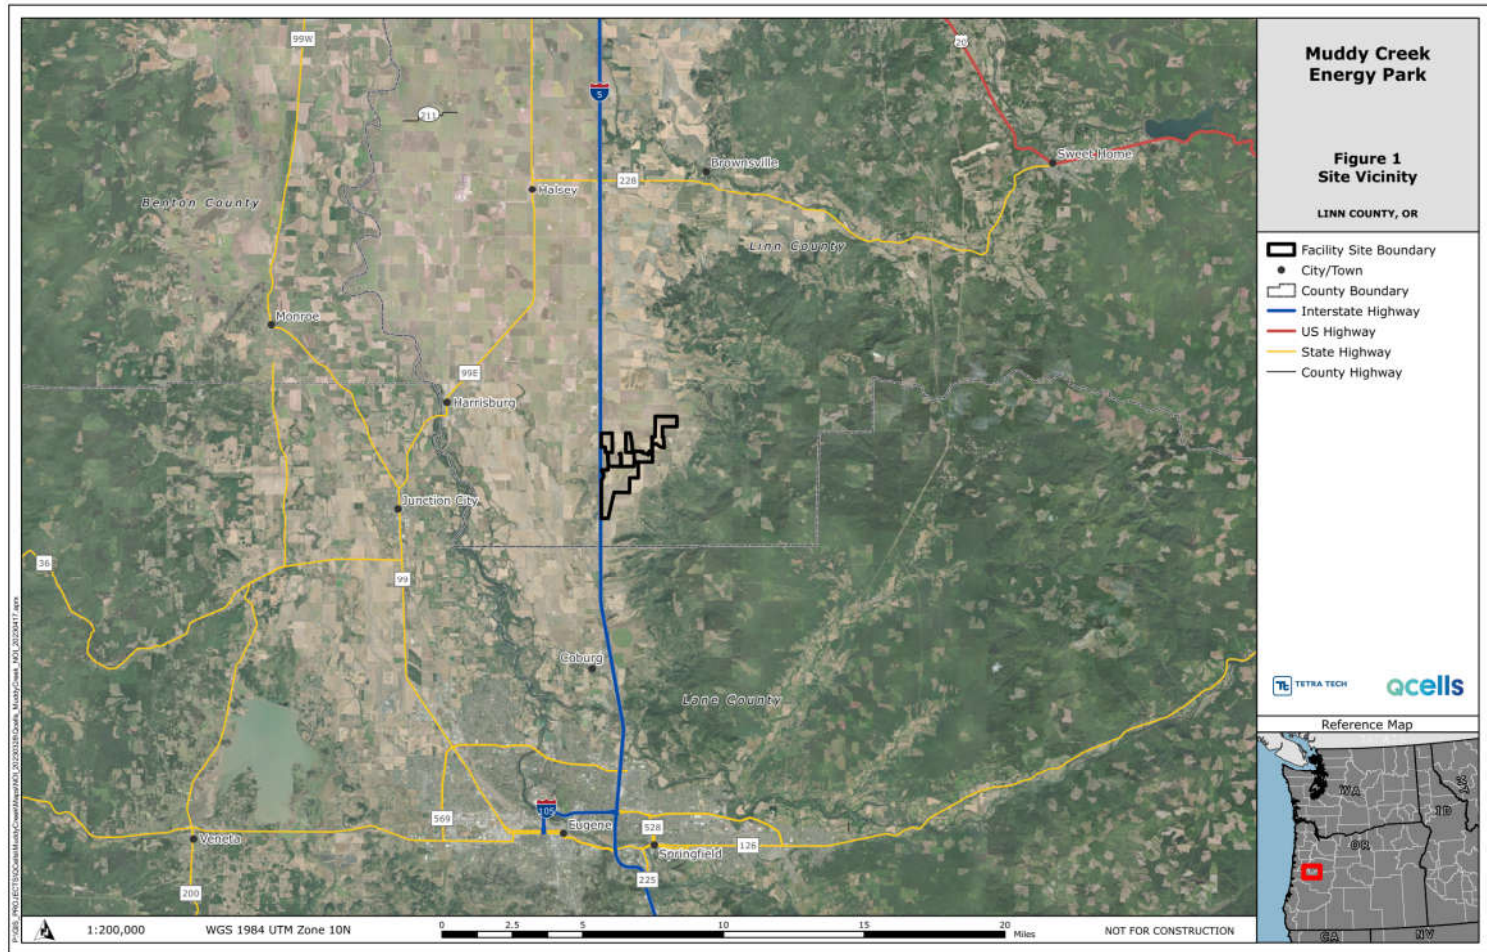 Muddy Creek
Energy Park
Figure 1
Site Vicinity
LINN COUNTY, OR
Facility Site Boundary
City/Town
County Boundary
Interstate Highway
US Highway
State Highway
County Highway
TETRA TECH
Qcells
Reference Map
WA
MT
ID
OR
CA
NV
99W
5
20
211
Brownsville
Sweet Home
Halsey
228
Benton County
Linn County
Monroe
99E
Harrisburg
Junction City
36
99
Coburg
Lane County
105
569
Eugene
528
Veneta
Springfield
126
225
200
1:200,000
WGS 1984 UTM Zone 10N
0
2.5
5
10
15
20
Miles
NOT FOR CONSTRUCTION